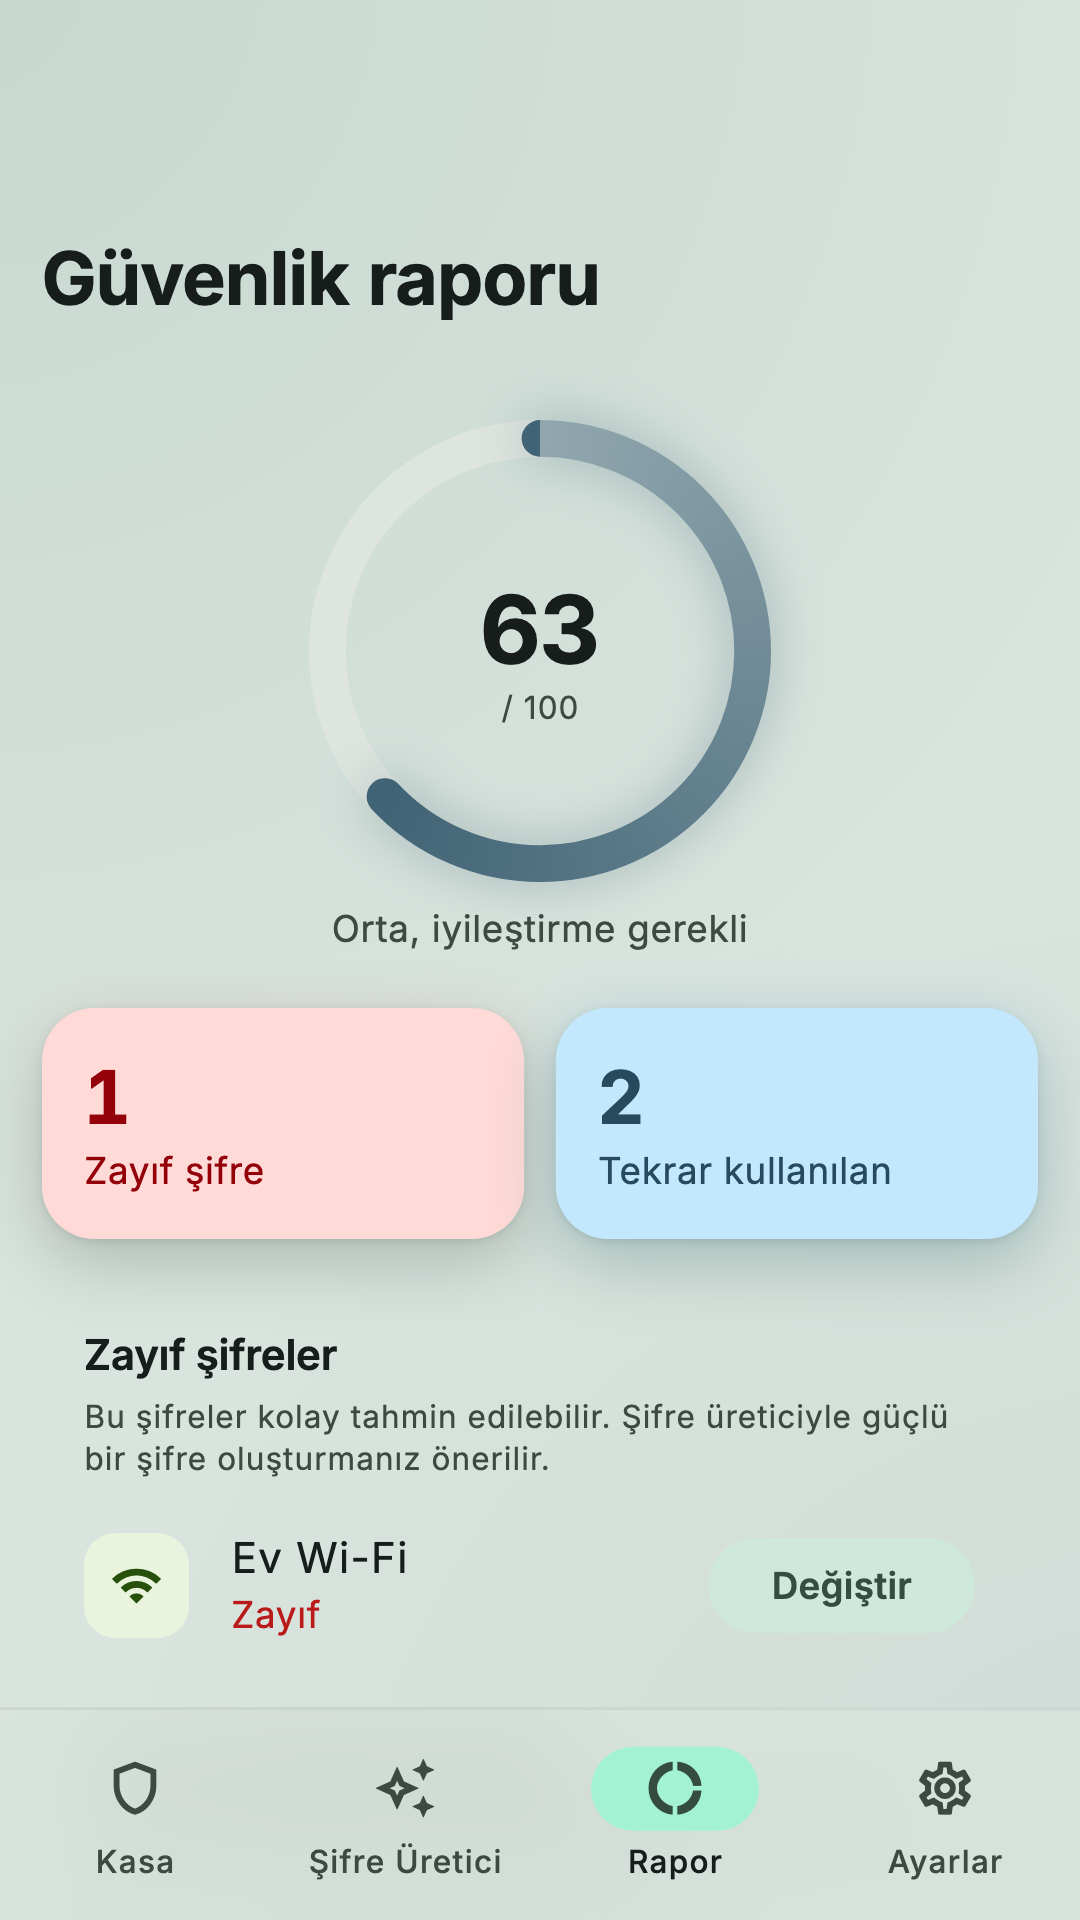 Güvenlik raporu
63
/ 100
Orta, iyileştirme gerekli
1
Zayıf şifre
2
Tekrar kullanılan
Zayıf şifreler
Bu şifreler kolay tahmin edilebilir. Şifre üreticiyle güçlü
bir şifre oluşturmanız önerilir.
Ev Wi-Fi
Zayıf
Değiştir
Kasa
Şifre Üretici
Rapor
Ayarlar